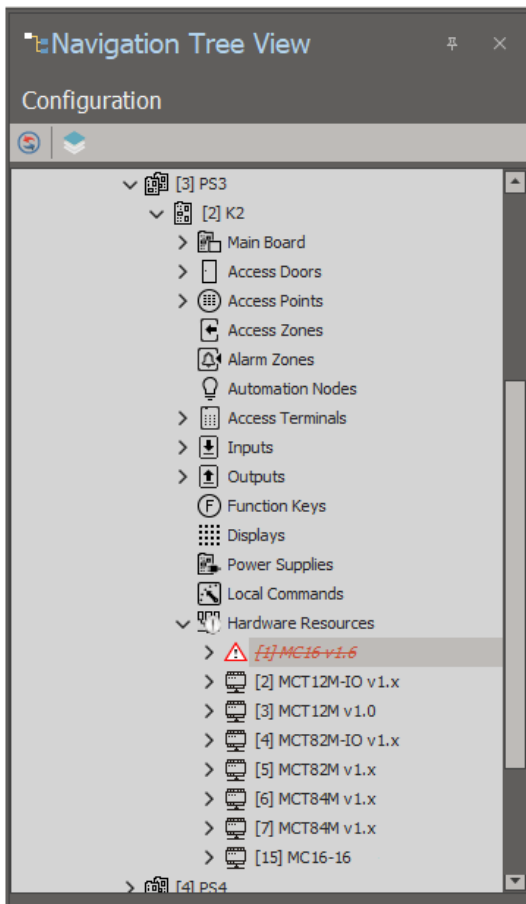 Navigation Tree View
Configuration
[3] PS3
[2] K2
Main Board
Access Doors
Access Points
Access Zones
Alarm Zones
Automation Nodes
Access Terminals
Inputs
Outputs
F Function Keys
Displays
Power Supplies
Local Commands
Hardware Resources
[1] MC16 v1.6
[2] MCT12M-IO v1.x
[3] MCT12M v1.0
[4] MCT82M-IO v1.x
[5] MCT82M v1.x
[6] MCT84M v1.x
[7] MCT84M v1.x
[15] MC16-16
[4] PS4